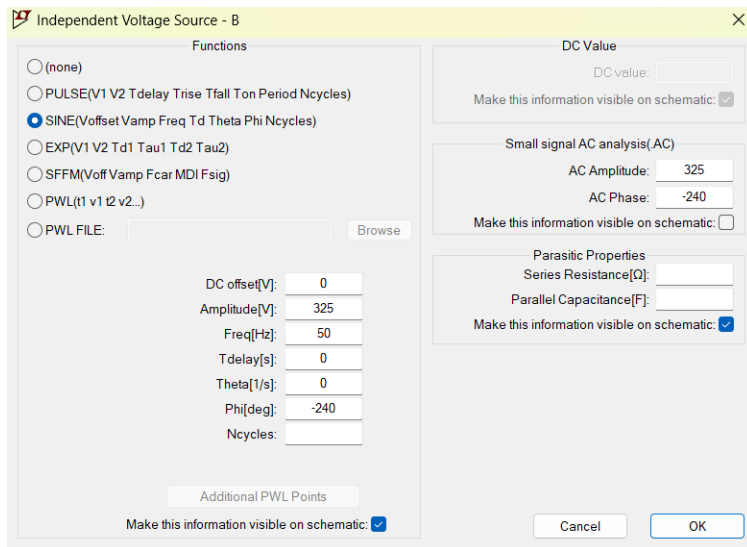 Independent Voltage Source - B
Functions
(none)
PULSE(V1 V2 Tdelay Trise Tfall Ton Period Ncycles)
SINE(Voffset Vamp Freq Td Theta Phi Ncycles)
EXP(V1 V2 Td1 Tau1 Td2 Tau2)
SFFM(Voff Vamp Fcar MDI Fsig)
PWL(t1 v1 t2 v2...)
PWL FILE: Browse
DC offset[V]: 0
Amplitude[V]: 325
Freq[Hz]: 50
Tdelay[s]: 0
Theta[1/s]: 0
Phi[deg]: -240
Ncycles:
Additional PWL Points
Make this information visible on schematic:
DC Value
DC value:
Make this information visible on schematic:
Small signal AC analysis(.AC)
AC Amplitude: 325
AC Phase: -240
Make this information visible on schematic:
Parasitic Properties
Series Resistance[Ω]:
Parallel Capacitance[F]:
Make this information visible on schematic:
Cancel OK